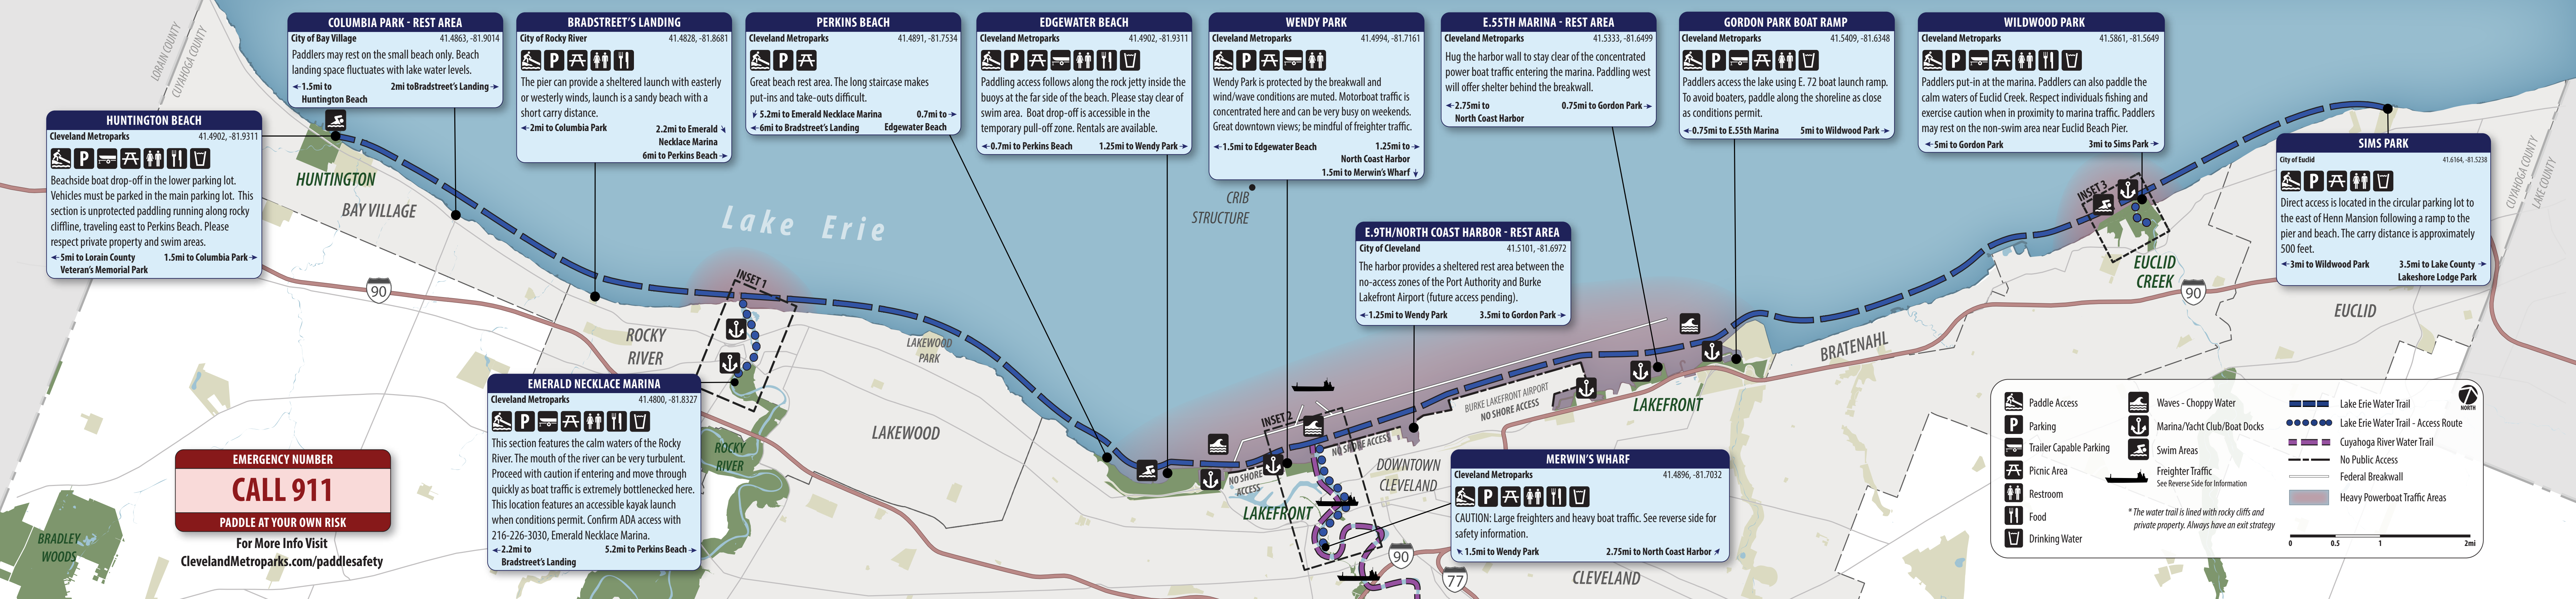 COLUMBIA PARK - REST AREA
City of Bay Village 41.4863, -81.9014
Paddlers may rest on the small beach only. Beach
landing space fluctuates with lake water levels.
1.5mi to
Huntington Beach
2mi toBradstreet's Landing
BRADSTREET'S LANDING
City of Rocky River 41.4828, -81.8681
P
The pier can provide a sheltered launch with easterly
or westerly winds, launch is a sandy beach with a
short carry distance.
2mi to Columbia Park
2.2mi to Emerald
Necklace Marina
6mi to Perkins Beach
PERKINS BEACH
Cleveland Metroparks 41.4891, -81.7534
P
Great beach rest area. The long staircase makes
put-ins and take-outs difficult.
5.2mi to Emerald Necklace Marina
6mi to Bradstreet's Landing
0.7mi to
Edgewater Beach
EDGEWATER BEACH
Cleveland Metroparks 41.4902, -81.9311
P
Paddling access follows along the rock jetty inside the
buoys at the far side of the beach. Please stay clear of
swim area. Boat drop-off is accessible in the
temporary pull-off zone. Rentals are available.
0.7mi to Perkins Beach 1.25mi to Wendy Park
WENDY PARK
Cleveland Metroparks 41.4994, -81.7161
P
Wendy Park is protected by the breakwall and
wind/wave conditions are muted. Motorboat traffic is
concentrated here and can be very busy on weekends.
Great downtown views; be mindful of freighter traffic.
1.5mi to Edgewater Beach
1.25mi to
North Coast Harbor
1.5mi to Merwin's Wharf
E.55TH MARINA - REST AREA
Cleveland Metroparks 41.5333, -81.6499
Hug the harbor wall to stay clear of the concentrated
power boat traffic entering the marina. Paddling west
will offer shelter behind the breakwall.
2.75mi to
North Coast Harbor
0.75mi to Gordon Park
GORDON PARK BOAT RAMP
Cleveland Metroparks 41.5409, -81.6348
P
Paddlers access the lake using E. 72 boat launch ramp.
To avoid boaters, paddle along the shoreline as close
as conditions permit.
0.75mi to E.55th Marina 5mi to Wildwood Park
WILDWOOD PARK
Cleveland Metroparks 41.5861, -81.5649
P
Paddlers put-in at the marina. Paddlers can also paddle the
calm waters of Euclid Creek. Respect individuals fishing and
exercise caution when in proximity to marina traffic. Paddlers
may rest on the non-swim area near Euclid Beach Pier.
5mi to Gordon Park 3mi to Sims Park
HUNTINGTON BEACH
Cleveland Metroparks 41.4902, -81.9311
P
Beachside boat drop-off in the lower parking lot.
Vehicles must be parked in the main parking lot. This
section is unprotected paddling running along rocky
cliffline, traveling east to Perkins Beach. Please
respect private property and swim areas.
5mi to Lorain County
Veteran's Memorial Park
1.5mi to Columbia Park
SIMS PARK
City of Euclid 41.6164, -81.5238
P
Direct access is located in the circular parking lot to
the east of Henn Mansion following a ramp to the
pier and beach. The carry distance is approximately
500 feet.
3mi to Wildwood Park
3.5mi to Lake County
Lakeshore Lodge Park
E.9TH/NORTH COAST HARBOR - REST AREA
City of Cleveland 41.5101, -81.6972
The harbor provides a sheltered rest area between the
no-access zones of the Port Authority and Burke
Lakefront Airport (future access pending).
1.25mi to Wendy Park 3.5mi to Gordon Park
EMERALD NECKLACE MARINA
Cleveland Metroparks 41.4800, -81.8327
P
This section features the calm waters of the Rocky
River. The mouth of the river can be very turbulent.
Proceed with caution if entering and move through
quickly as boat traffic is extremely bottlenecked here.
This location features an accessible kayak launch
when conditions permit. Confirm ADA access with
216-226-3030, Emerald Necklace Marina.
2.2mi to
Bradstreet's Landing
5.2mi to Perkins Beach
MERWIN'S WHARF
Cleveland Metroparks 41.4896, -81.7032
P
CAUTION: Large freighters and heavy boat traffic. See reverse side for
safety information.
1.5mi to Wendy Park 2.75mi to North Coast Harbor
EMERGENCY NUMBER
CALL 911
PADDLE AT YOUR OWN RISK
For More Info Visit
ClevelandMetroparks.com/paddlesafety
LORAIN COUNTY
CUYAHOGA COUNTY
HUNTINGTON
BAY VILLAGE
90
Lake Erie
INSET 1
ROCKY
RIVER
LAKEWOOD
PARK
LAKEWOOD
ROCKY
RIVER
BRADLEY
WOODS
CRIB
STRUCTURE
INSET 2
NO SHORE
ACCESS
NO SHORE ACCESS
LAKEFRONT
DOWNTOWN
CLEVELAND
BURKE LAKEFRONT AIRPORT
NO SHORE ACCESS
LAKEFRONT
90
77
CLEVELAND
BRATENAHL
INSET 3
EUCLID
CREEK
90
EUCLID
CUYAHOGA COUNTY
LAKE COUNTY
Paddle Access
P Parking
Trailer Capable Parking
Picnic Area
Restroom
Food
Drinking Water
Waves - Choppy Water
Marina/Yacht Club/Boat Docks
Swim Areas
Freighter Traffic
See Reverse Side for Information
* The water trail is lined with rocky cliffs and
private property. Always have an exit strategy
Lake Erie Water Trail
Lake Erie Water Trail - Access Route
Cuyahoga River Water Trail
No Public Access
Federal Breakwall
Heavy Powerboat Traffic Areas
NORTH
0 0.5 1 2mi